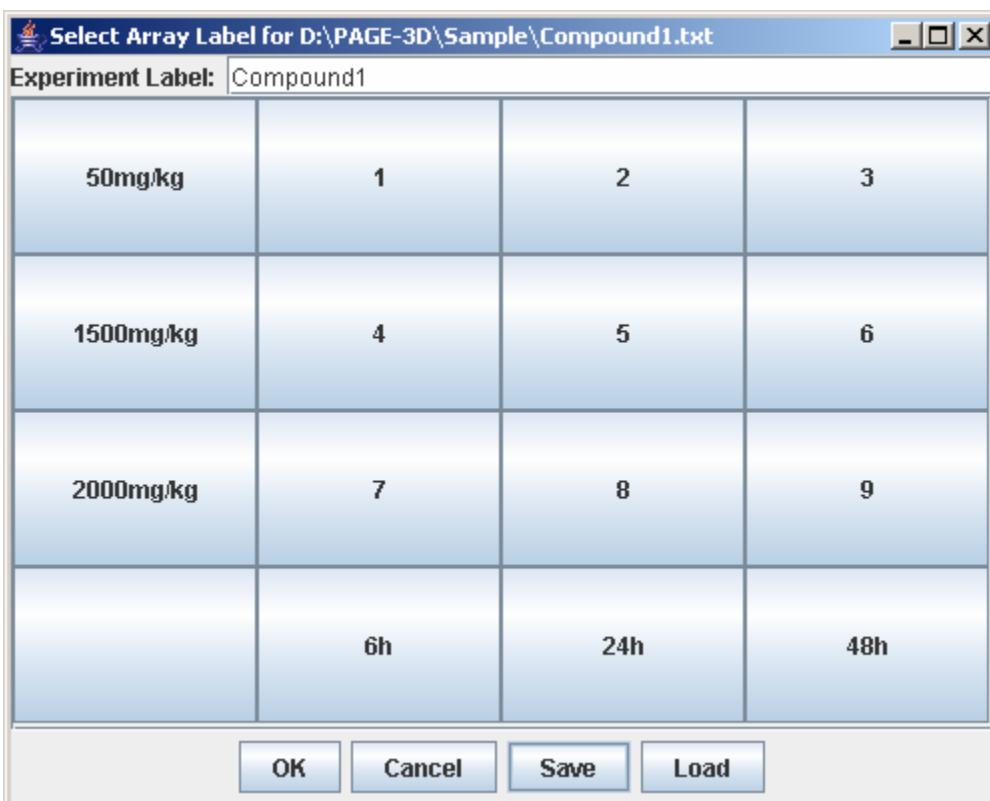 Select Array Label for D:\PAGE-3D\Sample\Compound1.txt
Experiment Label: Compound1
50mg/kg 1 2 3
1500mg/kg 4 5 6
2000mg/kg 7 8 9
6h 24h 48h
OK Cancel Save Load